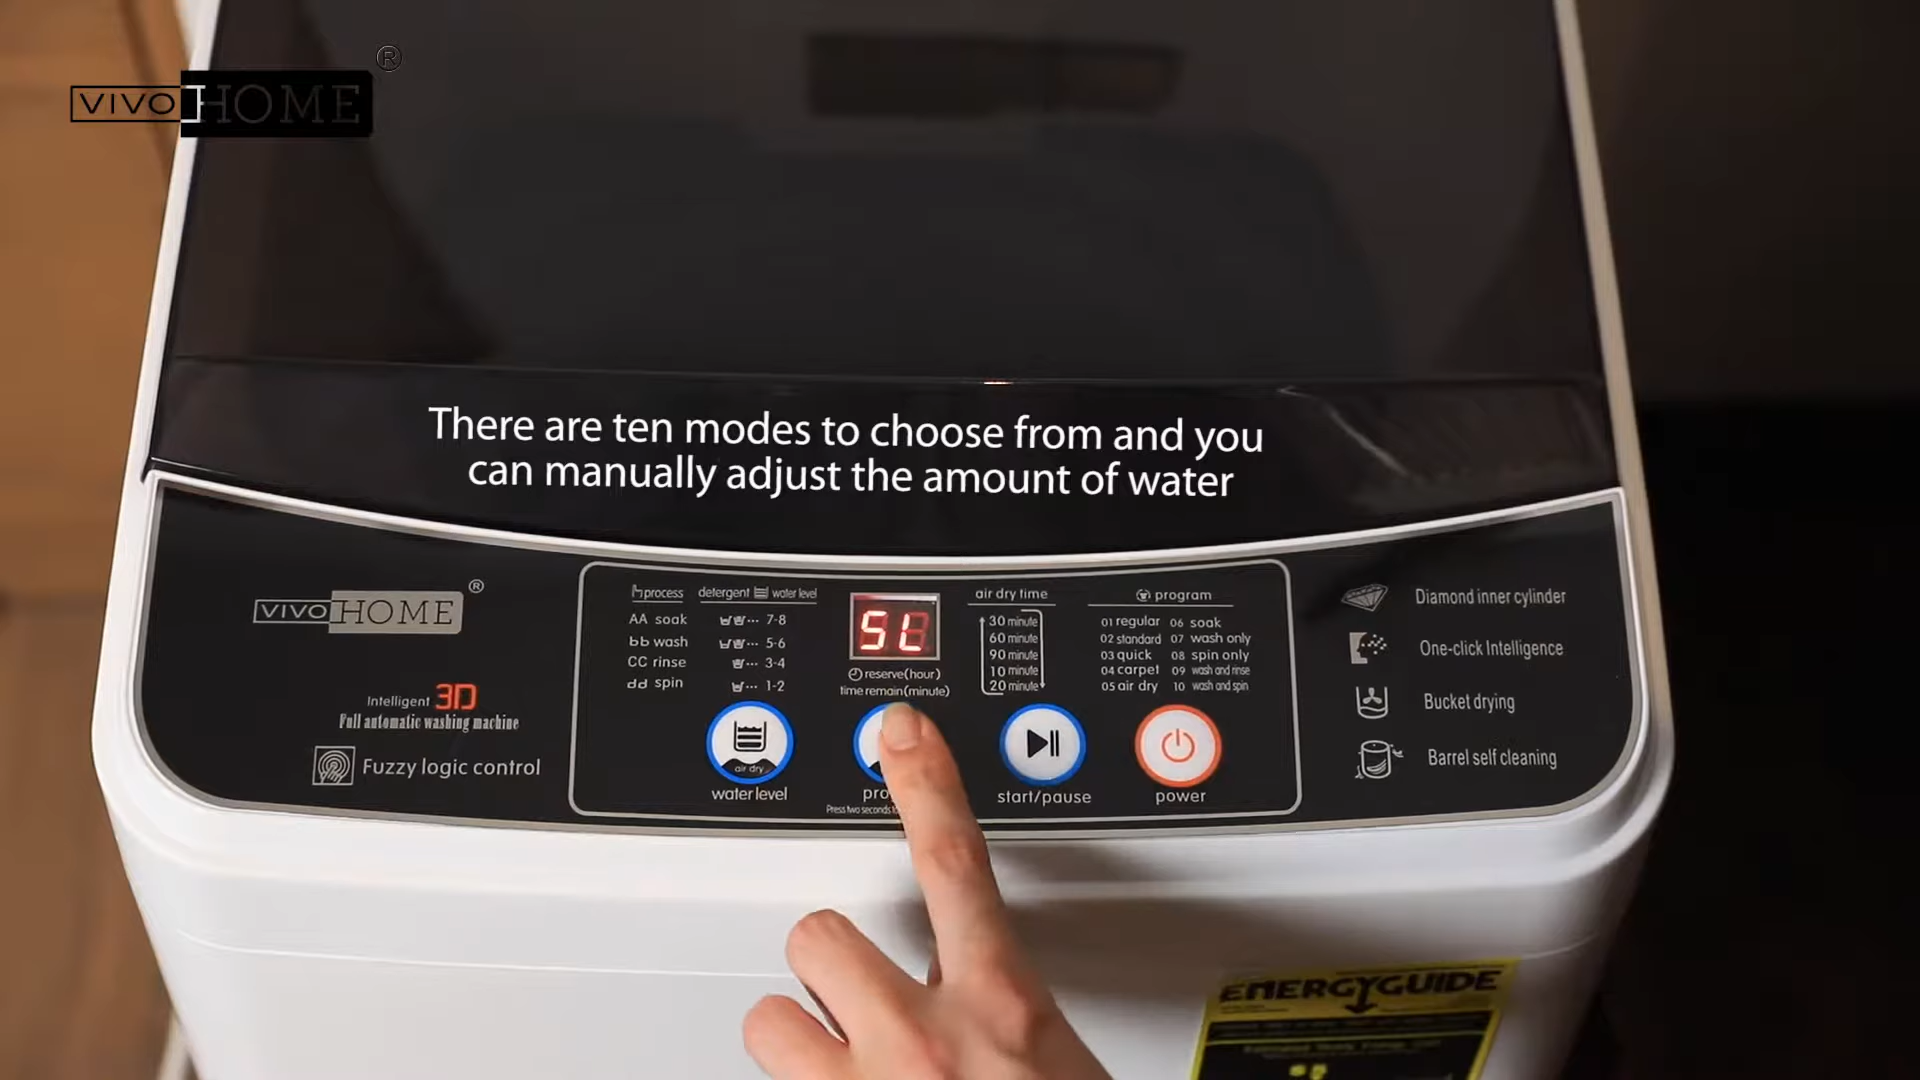 VIVO HOME ®
There are ten modes to choose from and you
can manually adjust the amount of water
VIVO HOME ®
Intelligent 3D
Full automatic washing machine
Fuzzy logic control
process
AA soak
bb wash
CC rinse
dd spin
detergent water level
7-8
5-6
3-4
1-2
air dry
water level
5L
reserve(hour)
time remain(minute)
pro
Press two seconds
air dry time
30 minute
60 minute
90 minute
10 minute
20 minute
start/pause
program
01 regular 06 soak
02 standard 07 wash only
03 quick 08 spin only
04 carpet 09 wash and rinse
05 air dry 10 wash and spin
power
Diamond inner cylinder
One-click Intelligence
Bucket drying
Barrel self cleaning
ENERGYGUIDE